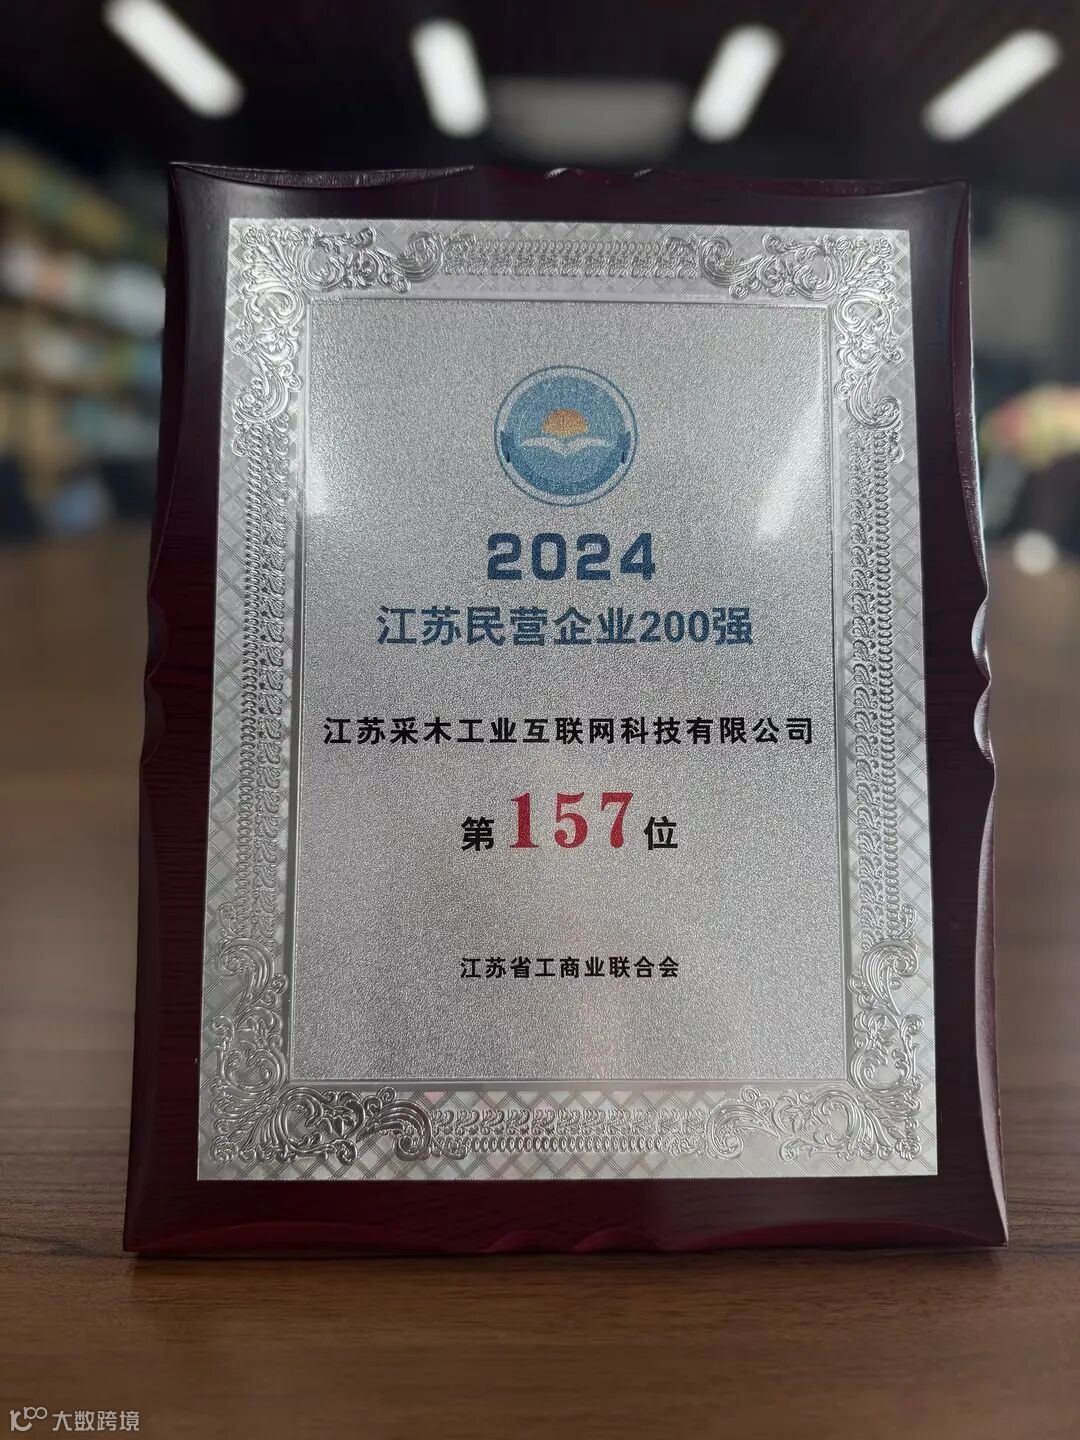 2024
江苏民营企业200强
江苏采木工业互联网科技有限公司
第157位
江苏省工商业联合会
大数跨境